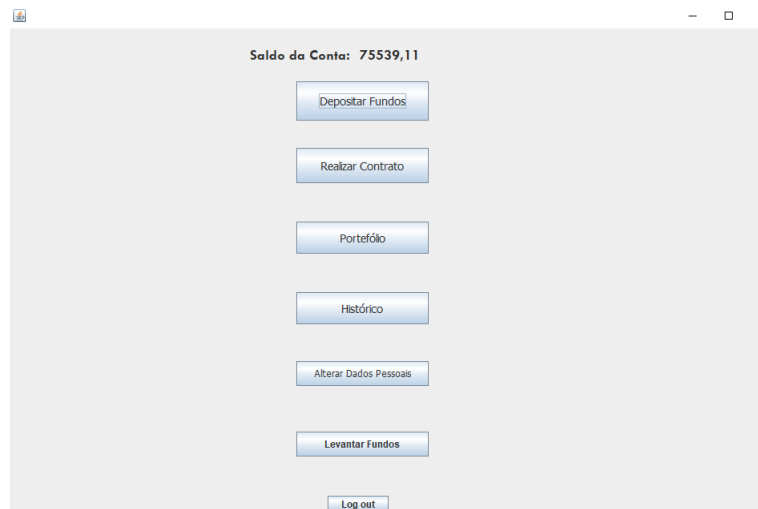 Saldo da Conta: 75539,11
Depositar Fundos
Realizar Contrato
Portefólio
Histórico
Alterar Dados Pessoais
Levantar Fundos
Log out